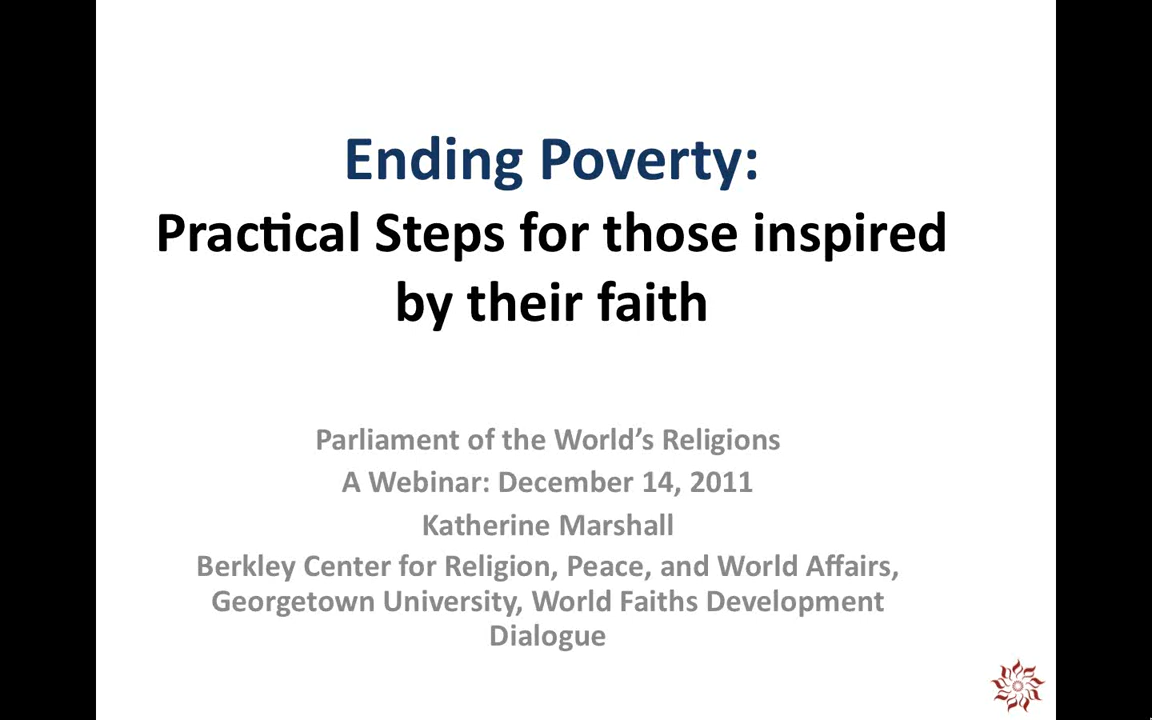 Ending Poverty:
Practical Steps for those inspired
by their faith
Parliament of the World’s Religions
A Webinar: December 14, 2011
Katherine Marshall
Berkley Center for Religion, Peace, and World Affairs,
Georgetown University, World Faiths Development
Dialogue